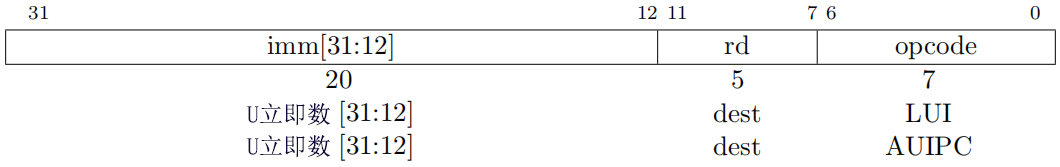 31 12 11 7 6 0
imm[31:12] rd opcode
20 5 7
U立即数 [31:12] dest LUI
U立即数 [31:12] dest AUIPC